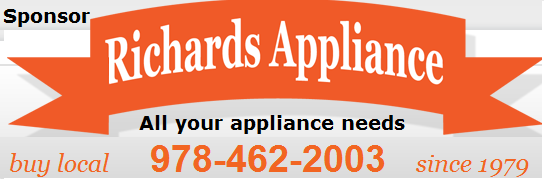 Sponsor
Richards Appliance
All your appliance needs
buy local 978-462-2003 since 1979